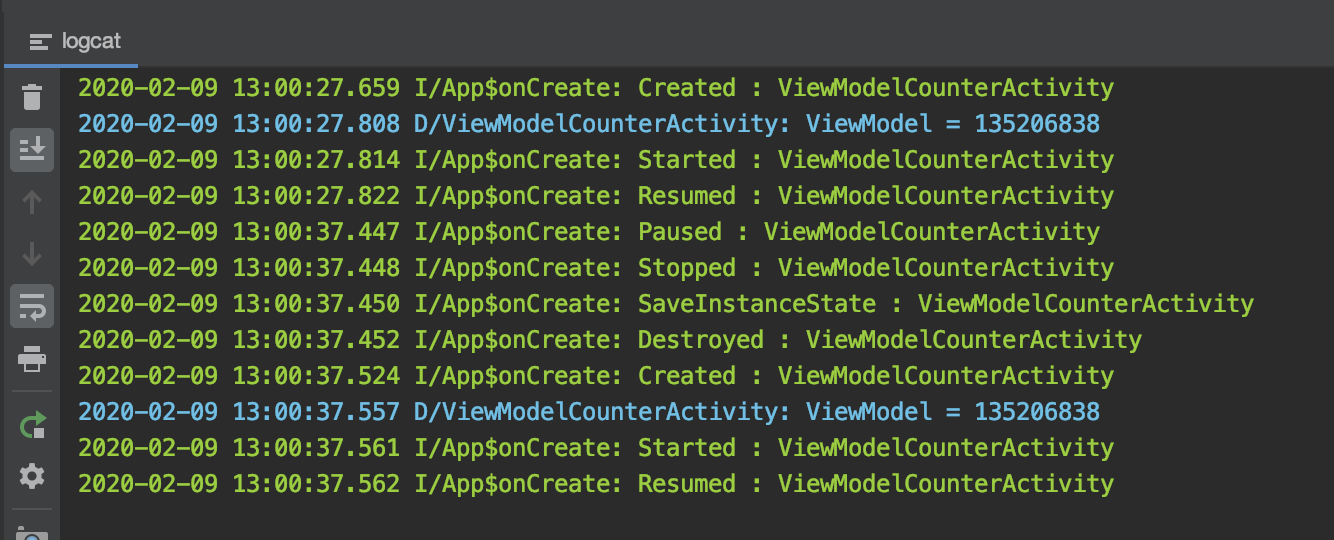 logcat
2020-02-09 13:00:27.659 I/App$onCreate: Created : ViewModelCounterActivity
2020-02-09 13:00:27.808 D/ViewModelCounterActivity: ViewModel = 135206838
2020-02-09 13:00:27.814 I/App$onCreate: Started : ViewModelCounterActivity
2020-02-09 13:00:27.822 I/App$onCreate: Resumed : ViewModelCounterActivity
2020-02-09 13:00:37.447 I/App$onCreate: Paused : ViewModelCounterActivity
2020-02-09 13:00:37.448 I/App$onCreate: Stopped : ViewModelCounterActivity
2020-02-09 13:00:37.450 I/App$onCreate: SaveInstanceState : ViewModelCounterActivity
2020-02-09 13:00:37.452 I/App$onCreate: Destroyed : ViewModelCounterActivity
2020-02-09 13:00:37.524 I/App$onCreate: Created : ViewModelCounterActivity
2020-02-09 13:00:37.557 D/ViewModelCounterActivity: ViewModel = 135206838
2020-02-09 13:00:37.561 I/App$onCreate: Started : ViewModelCounterActivity
2020-02-09 13:00:37.562 I/App$onCreate: Resumed : ViewModelCounterActivity